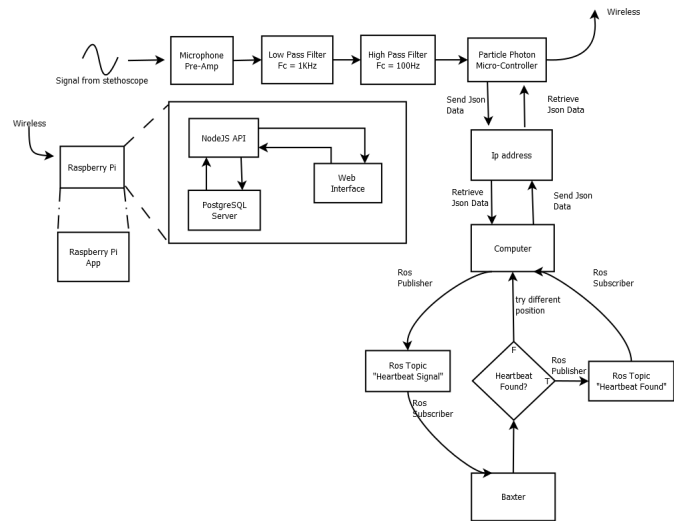 Wireless
Signal from stethoscope
Microphone
Pre-Amp
Low Pass Filter
Fc = 1KHz
High Pass Filter
Fc = 100Hz
Particle Photon
Micro-Controller
Send Json
Data
Retrieve
Json Data
Wireless
Raspberry Pi
NodeJS API
Web
Interface
PostgreSQL
Server
Raspberry Pi
App
Ip address
Retrieve
Json Data
Send Json
Data
Computer
Ros
Publisher
Ros
Subscriber
try different
position
F
Heartbeat
Found?
T
Ros
Publisher
Ros Topic
"Heartbeat Signal"
Ros Topic
"Heartbeat Found"
Ros
Subscriber
Baxter